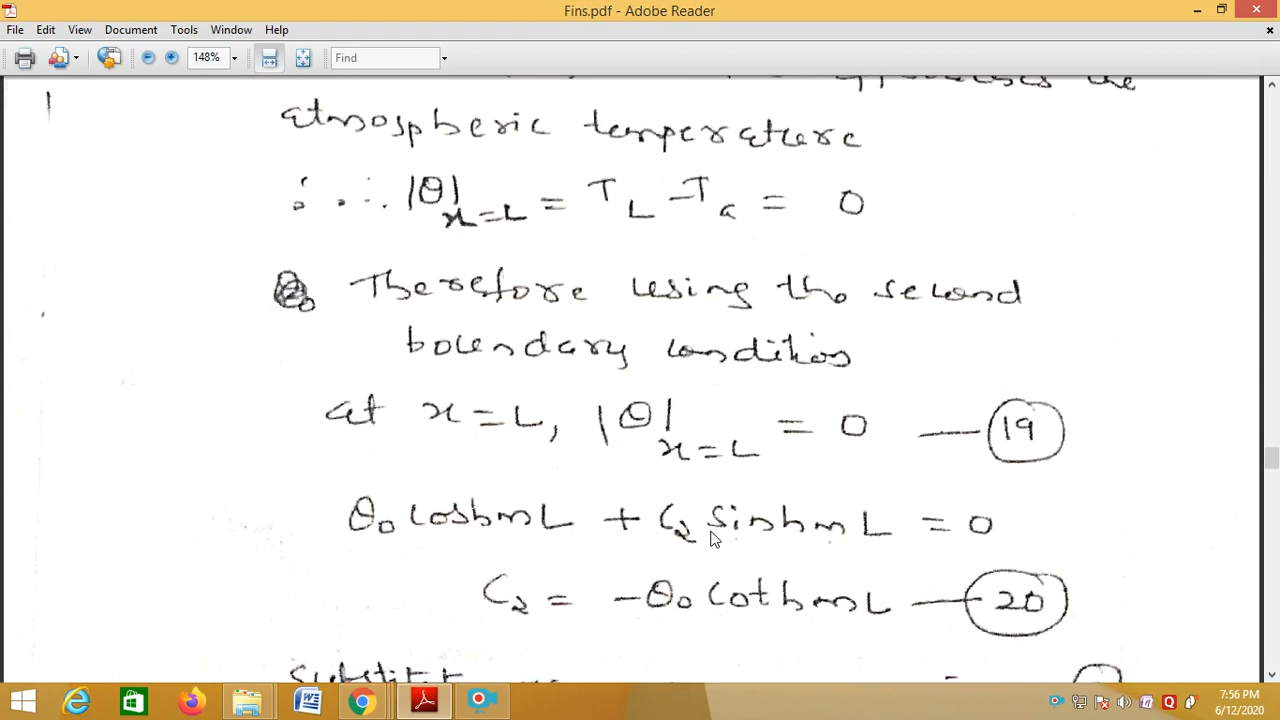 Fins.pdf - Adobe Reader
File Edit View Document Tools Window Help
148% Find
the
atmospheric temperature
∴ |θ|x=L = TL - Ta = 0
Therefore using the second
boundary condition
at x = L, |θ|x=L = 0 — 19
θ0 coshmL + C2 sinhmL = 0
C2 = -θ0 cothmL — 20
7:56 PM
6/12/2020